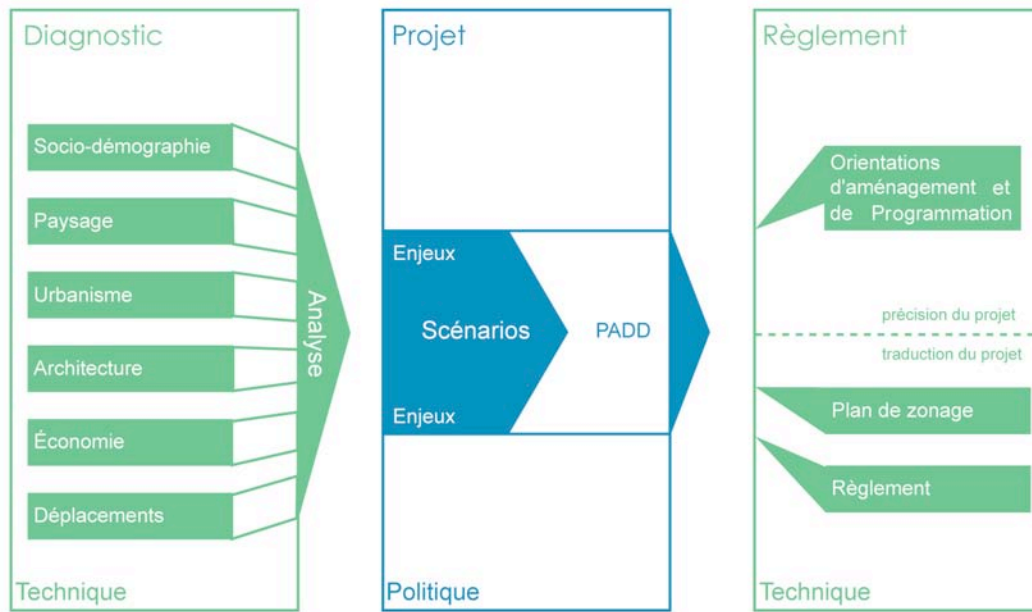 Diagnostic
Socio-démographie
Paysage
Urbanisme
Architecture
Économie
Déplacements
Analyse
Technique
Projet
Enjeux
Scénarios
PADD
Enjeux
Politique
Règlement
Orientations
d'aménagement et
de Programmation
précision du projet
traduction du projet
Plan de zonage
Règlement
Technique